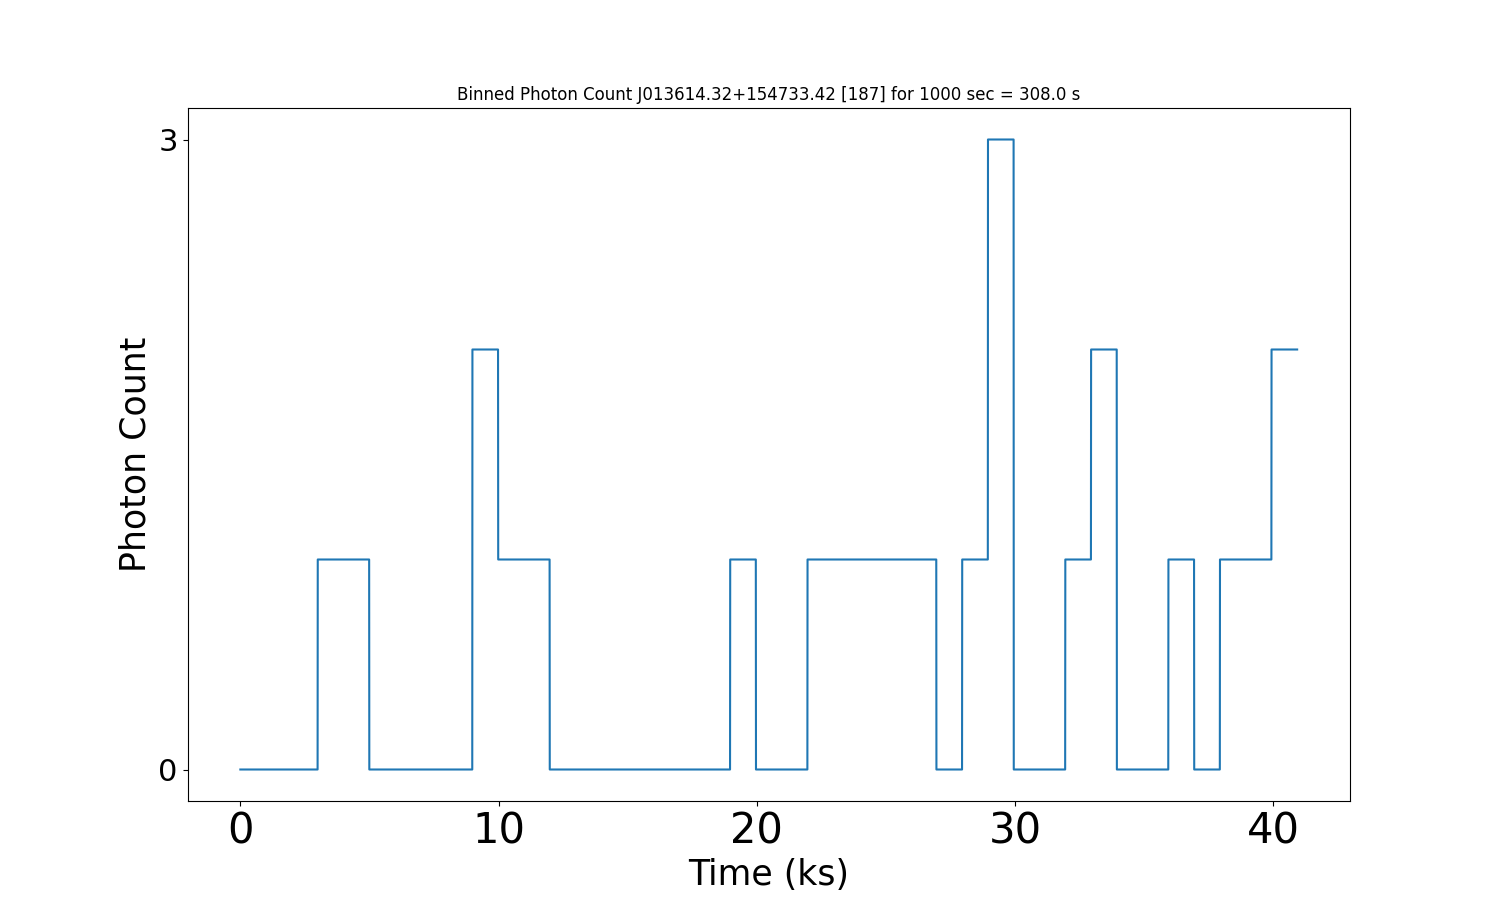 Binned Photon Count J013614.32+154733.42 [187] for 1000 sec = 308.0 s
Photon Count
3
0
0 10 20 30 40
Time (ks)